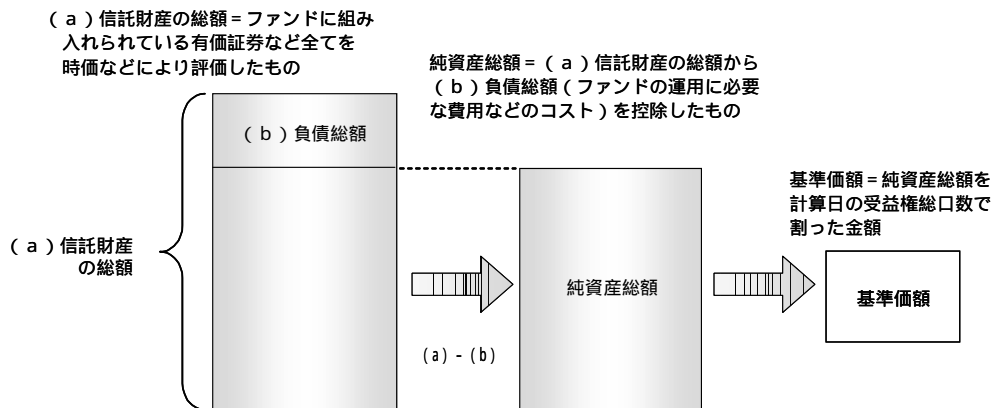 （ａ）信託財産の総額＝ファンドに組み
入れられている有価証券など全てを
時価などにより評価したもの
純資産総額＝（ａ）信託財産の総額から
（ｂ）負債総額（ファンドの運用に必要
な費用などのコスト）を控除したもの
（ｂ）負債総額
基準価額＝純資産総額を
計算日の受益権総口数で
割った金額
（ａ）信託財産
の総額
純資産総額
基準価額
(a) - (b)